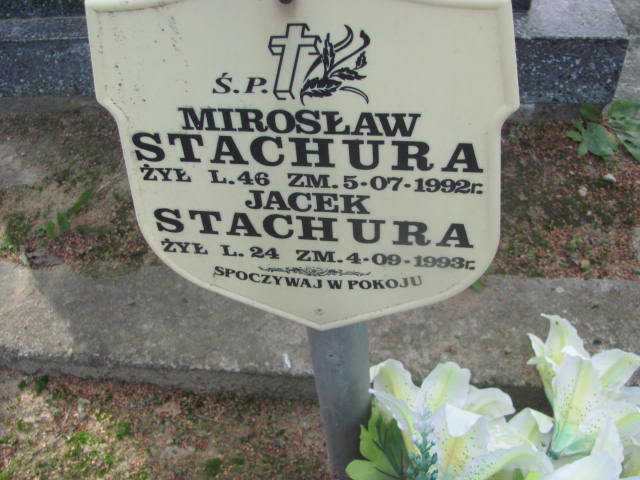 Ś.P.
MIROSŁAW
STACHURA
ŻYŁ L.46 ZM.5-07-1992r.
JACEK
STACHURA
ŻYŁ L.24 ZM.4-09-1993r.
SPOCZYWAJ W POKOJU